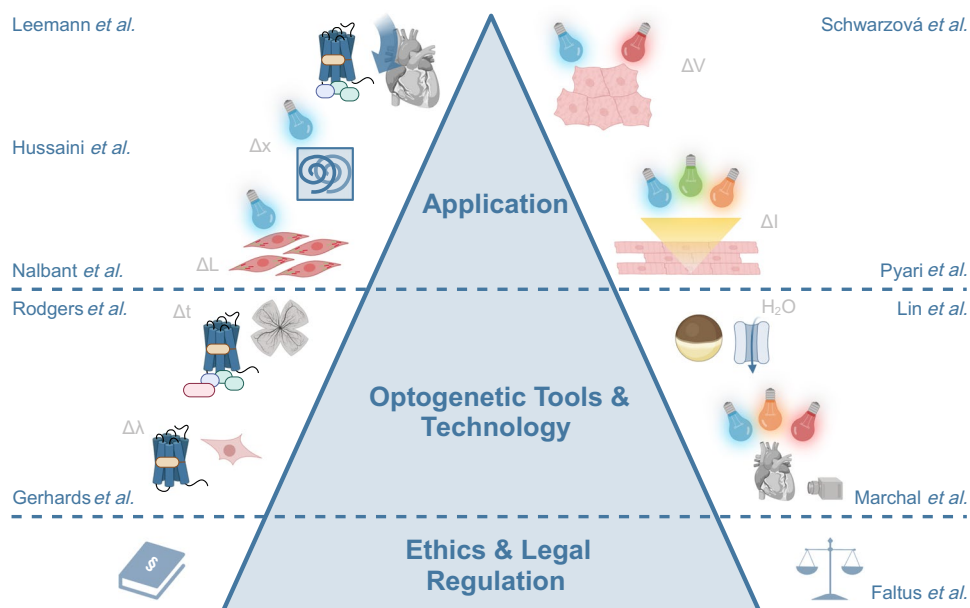 Leemann et al.
Schwarzová et al.
ΔV
Hussaini et al.
Δx
Application
ΔI
Nalbant et al.
ΔL
Pyari et al.
Rodgers et al.
Δt
H₂O
Lin et al.
Optogenetic Tools &
Technology
Δλ
Gerhards et al.
Marchal et al.
§
Ethics & Legal
Regulation
Faltus et al.